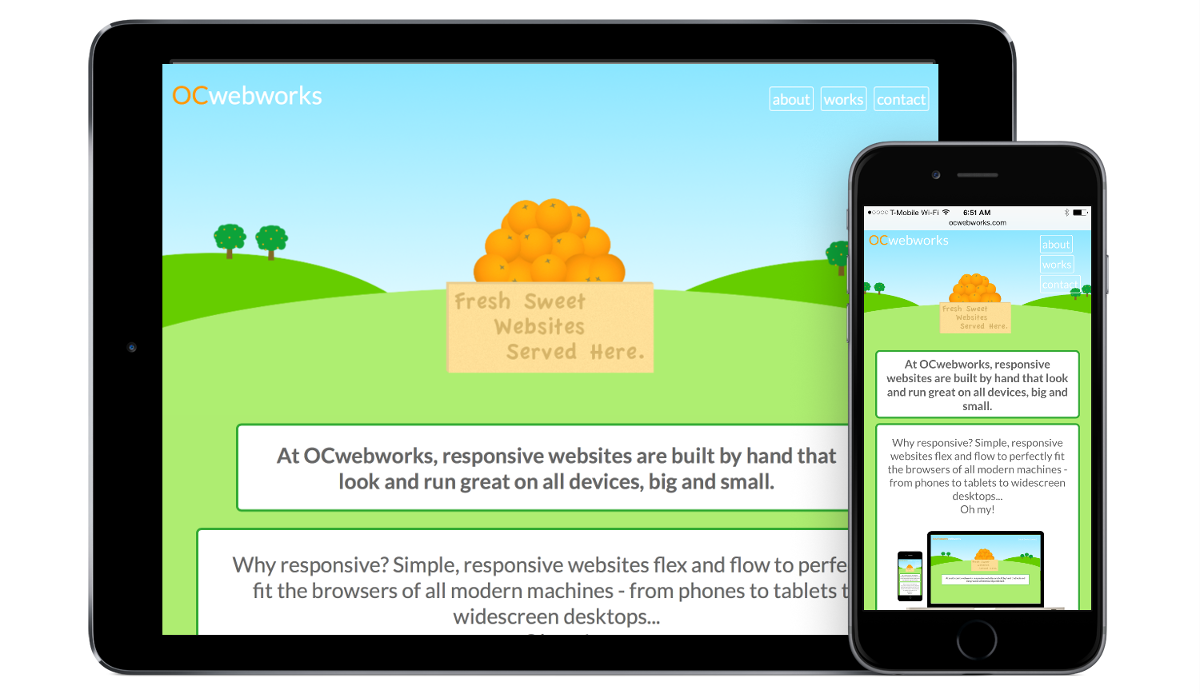 OCwebworks
about works contact
Fresh Sweet
Websites
Served Here.
At OCwebworks, responsive websites are built by hand that
look and run great on all devices, big and small.
Why responsive? Simple, responsive websites flex and flow to perfe
fit the browsers of all modern machines - from phones to tablets t
widescreen desktops...
T-Mobile Wi-Fi 6:51 AM
ocwebworks.com
OCwebworks
about
works
contact
Fresh Sweet
Websites
Served Here.
At OCwebworks, responsive
websites are built by hand that look
and run great on all devices, big and
small.
Why responsive? Simple, responsive
websites flex and flow to perfectly fit
the browsers of all modern machines -
from phones to tablets to widescreen
desktops...
Oh my!